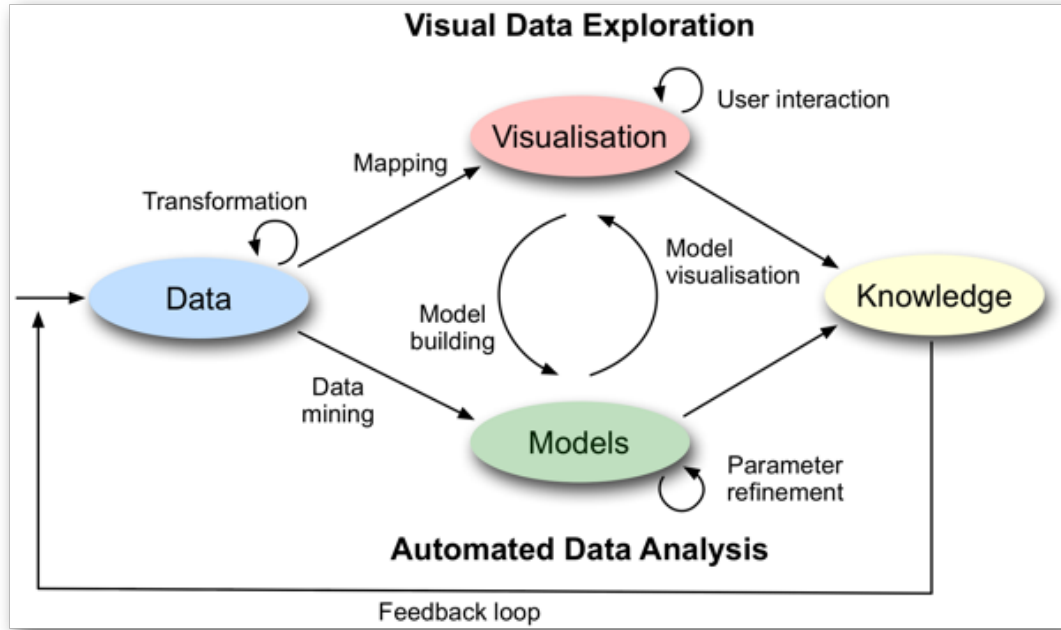 Visual Data Exploration
User interaction
Visualisation
Mapping
Transformation
Model
visualisation
Data
Knowledge
Model
building
Data
mining
Models
Parameter
refinement
Automated Data Analysis
Feedback loop